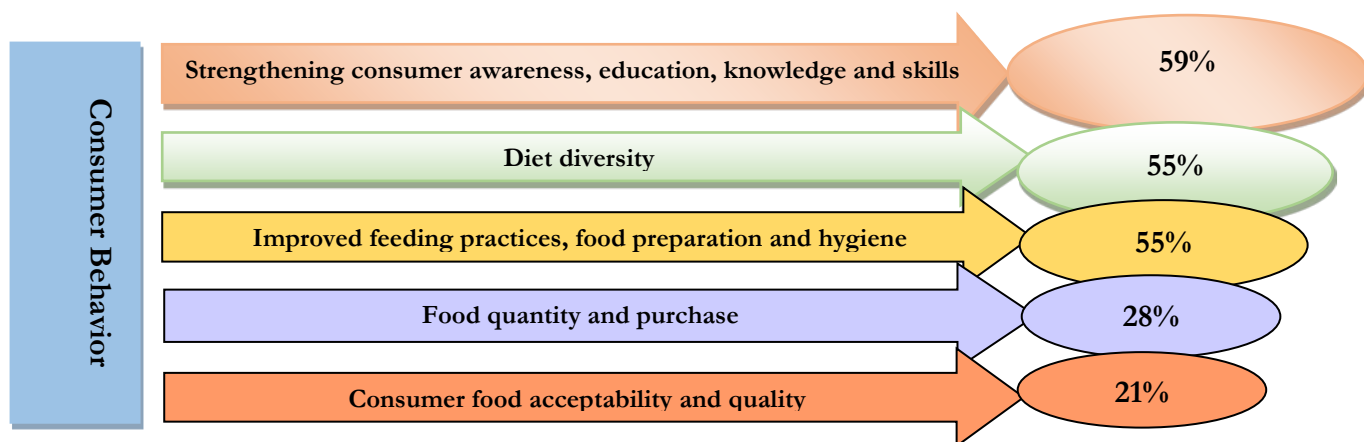 Consumer Behavior
Strengthening consumer awareness, education, knowledge and skills
59%
Diet diversity
55%
Improved feeding practices, food preparation and hygiene
55%
Food quantity and purchase
28%
Consumer food acceptability and quality
21%